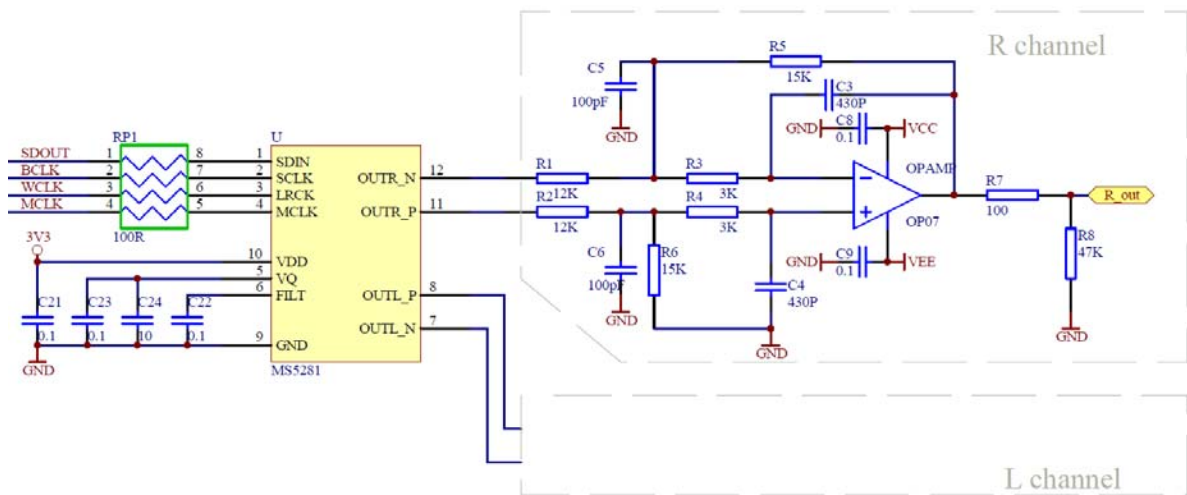 R channel
R5
15K
C5
100pF
GND
C3
430P
C8
GND
0.1
VCC
RP1
SDOUT 1 8
BCLK 2 7
WCLK 3 6
MCLK 4 5
100R
U
1 SDIN
2 SCLK
3 LRCK
4 MCLK
OUTR_N 12
OUTR_P 11
10 VDD
5 VQ
6 FILT
OUTL_P 8
OUTL_N 7
9 GND
MS5281
3V3
C21
0.1
C23
0.1
C24
10
C22
0.1
GND
R1
12K
R2
12K
R3
3K
R4
3K
C6
100pF
GND
R6
15K
C4
430P
GND
OPAMP
OP07
GND
C9
0.1
VEE
R7
100
R_out
R8
47K
GND
L channel